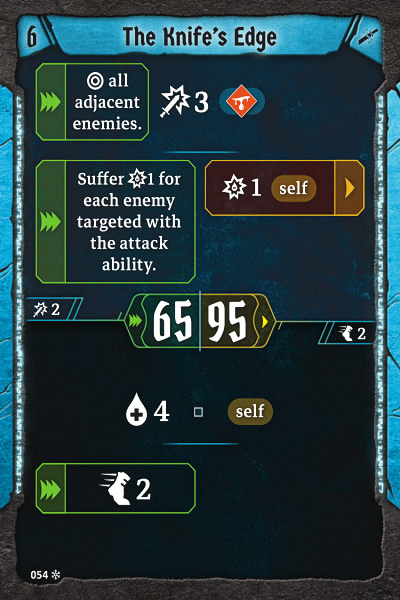 6 The Knife's Edge
all
adjacent
enemies.
3
Suffer 1 for
each enemy
targeted with
the attack
ability.
1 self
2
65 95
2
4 self
2
054